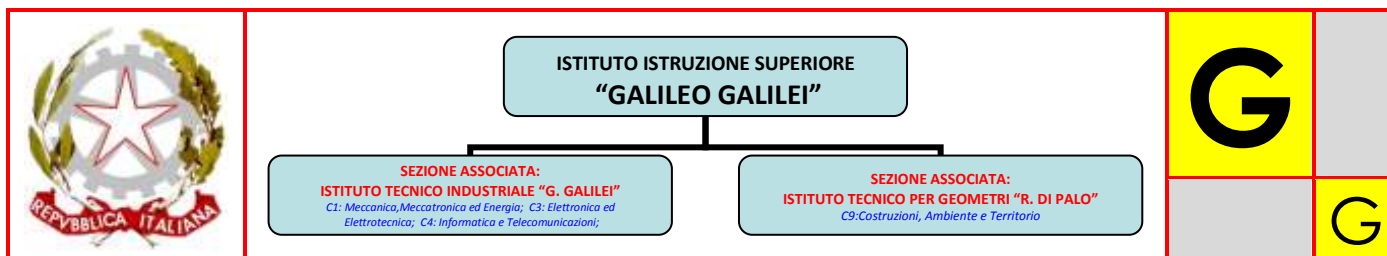 REPVBBLICA ITALIANA
ISTITUTO ISTRUZIONE SUPERIORE
“GALILEO GALILEI”
SEZIONE ASSOCIATA:
ISTITUTO TECNICO INDUSTRIALE “G. GALILEI”
C1: Meccanica,Meccatronica ed Energia; C3: Elettronica ed
Elettrotecnica; C4: Informatica e Telecomunicazioni;
SEZIONE ASSOCIATA:
ISTITUTO TECNICO PER GEOMETRI “R. DI PALO”
C9:Costruzioni, Ambiente e Territorio
G
G